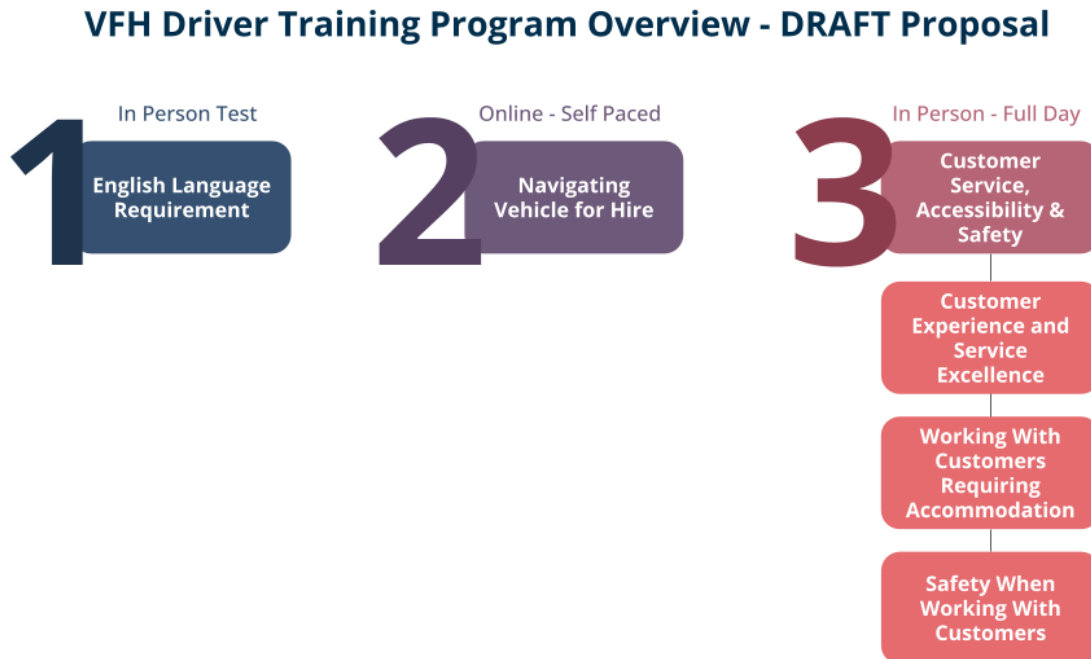 VFH Driver Training Program Overview - DRAFT Proposal
1
In Person Test
English Language
Requirement
2
Online - Self Paced
Navigating
Vehicle for Hire
3
In Person - Full Day
Customer
Service,
Accessibility &
Safety
Customer
Experience and
Service
Excellence
Working With
Customers
Requiring
Accommodation
Safety When
Working With
Customers